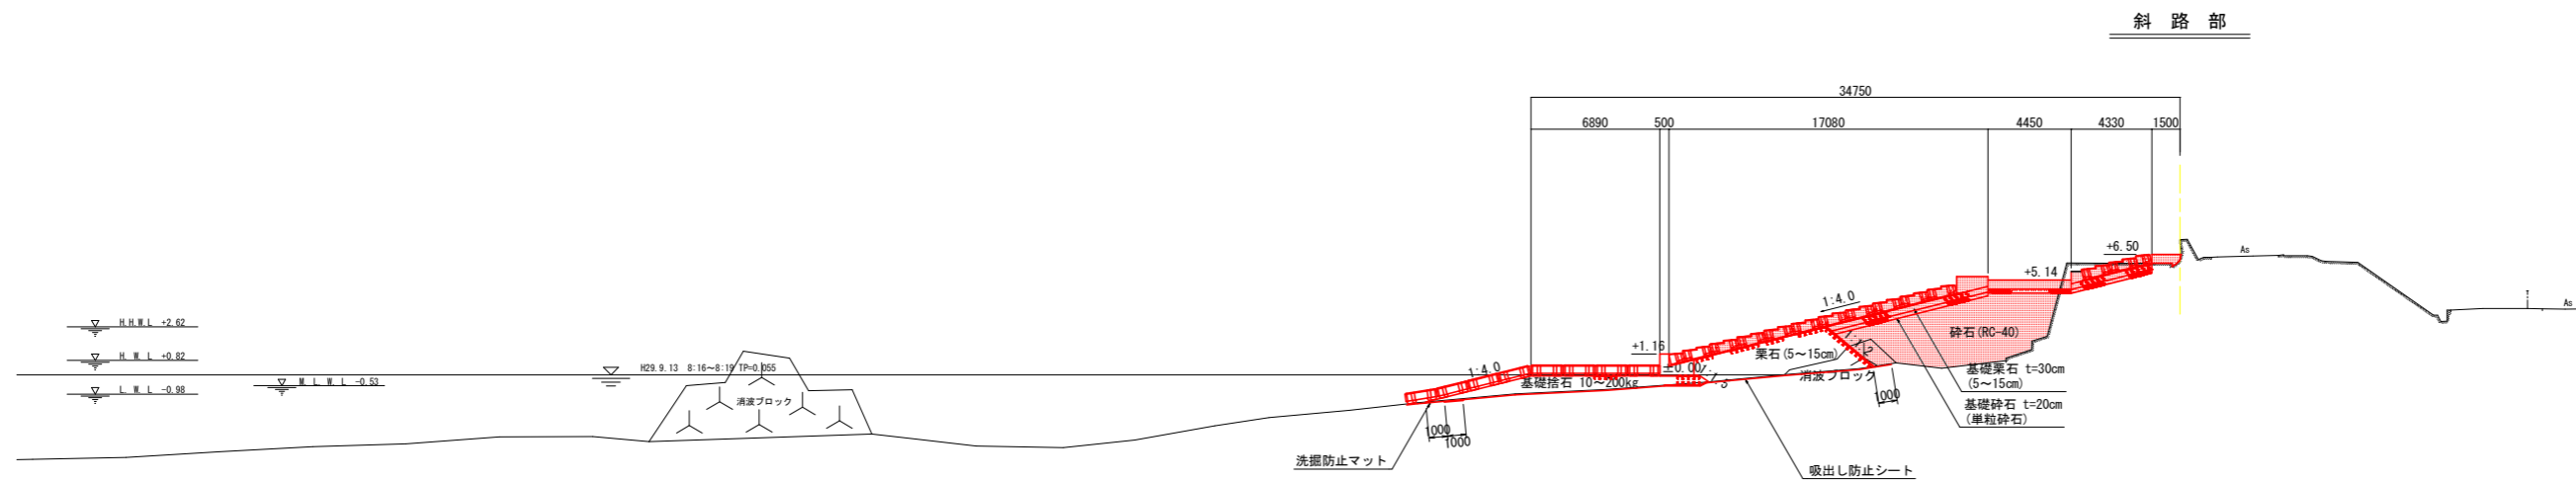 斜 路 部
34750
6890 500 17080 4450 4330 1500
+6.50
As
+5.14
1:4.0
H.H.W.L +2.62
H. W. L +0.82
M. L. W. L -0.53
L. W. L -0.98
H29.9.13 8:16～8:19 TP=0.055
消波ブロック
As
+1.16
±0.00
1:4.0
基礎捨石 10～200kg
栗石(5～15cm)
1:1.5
砕石(RC-40)
消波ブロック
基礎栗石 t=30cm
(5～15cm)
基礎砕石 t=20cm
(単粒砕石)
1000
1000
1000
洗掘防止マット
吸出し防止シート